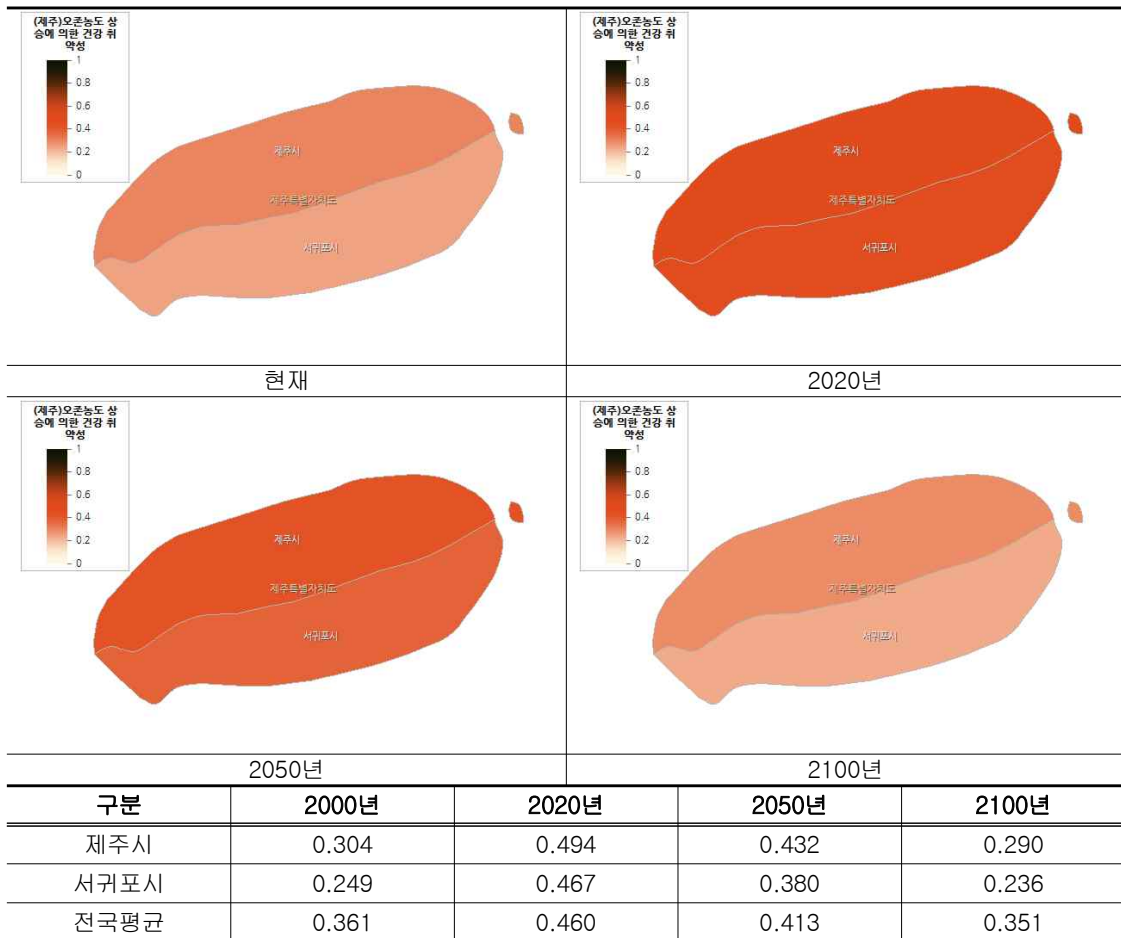 (제주)오존농도 상
승에 의한 건강 취
약성
1
0.8
0.6
0.4
0.2
0
제주시
제주특별자치도
서귀포시
(제주)오존농도 상
승에 의한 건강 취
약성
1
0.8
0.6
0.4
0.2
0
제주시
제주특별자치도
서귀포시
현재 2020년
(제주)오존농도 상
승에 의한 건강 취
약성
1
0.8
0.6
0.4
0.2
0
제주시
제주특별자치도
서귀포시
(제주)오존농도 상
승에 의한 건강 취
약성
1
0.8
0.6
0.4
0.2
0
제주시
제주특별자치도
서귀포시
2050년 2100년
구분 2000년 2020년 2050년 2100년
제주시 0.304 0.494 0.432 0.290
서귀포시 0.249 0.467 0.380 0.236
전국평균 0.361 0.460 0.413 0.351